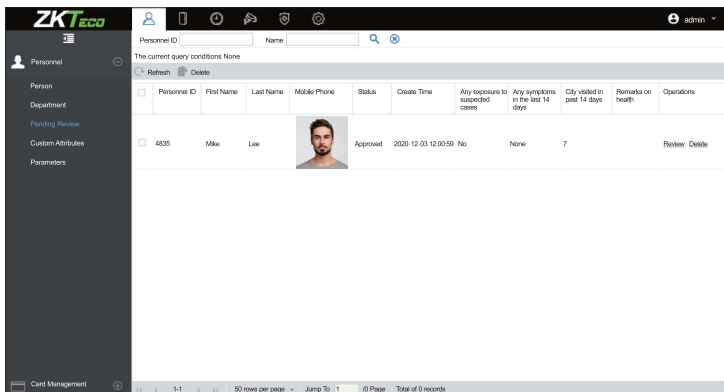 ZKTECO
admin
Personnel ID
Name
Personnel
The current query conditions None
Refresh Delete
Person
Department
Pending Review
Custom Attributes
Parameters
Personnel ID First Name Last Name Mobile Phone Status Create Time Any exposure to suspected cases Any symptoms in the last 14 days City visited in past 14 days Remarks on health Operations
4835 Mike Lee Approved 2020-12-03 12 00:59 No None 7 Review Delete
Card Management
1-1 50 rows per page Jump To 1 /0 Page Total of 0 records